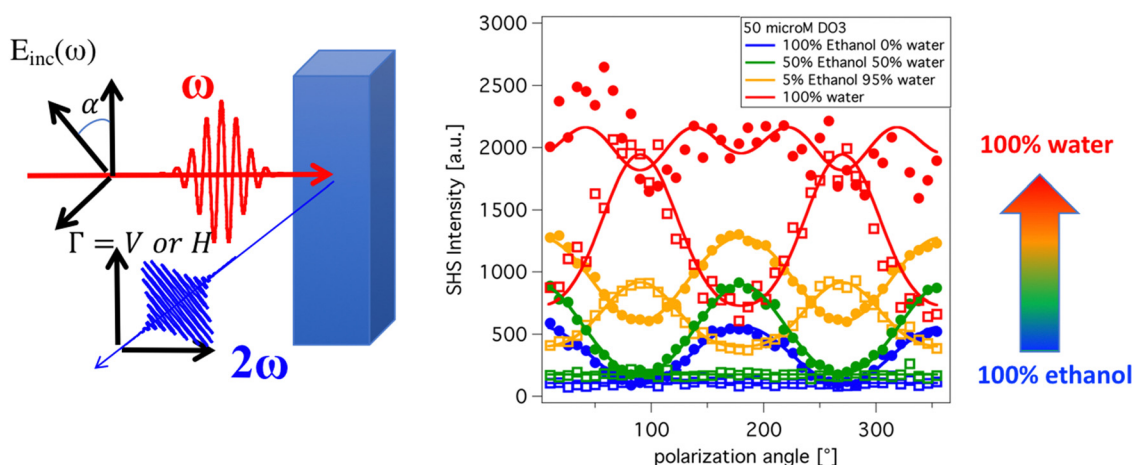 E_inc(ω)
α
ω
Γ = V or H
2ω
3000
2500
2000
1500
1000
500
0
SHS Intensity [a.u.]
50 microM DO3
100% Ethanol 0% water
50% Ethanol 50% water
5% Ethanol 95% water
100% water
100
200
300
polarization angle [°]
100% water
100% ethanol